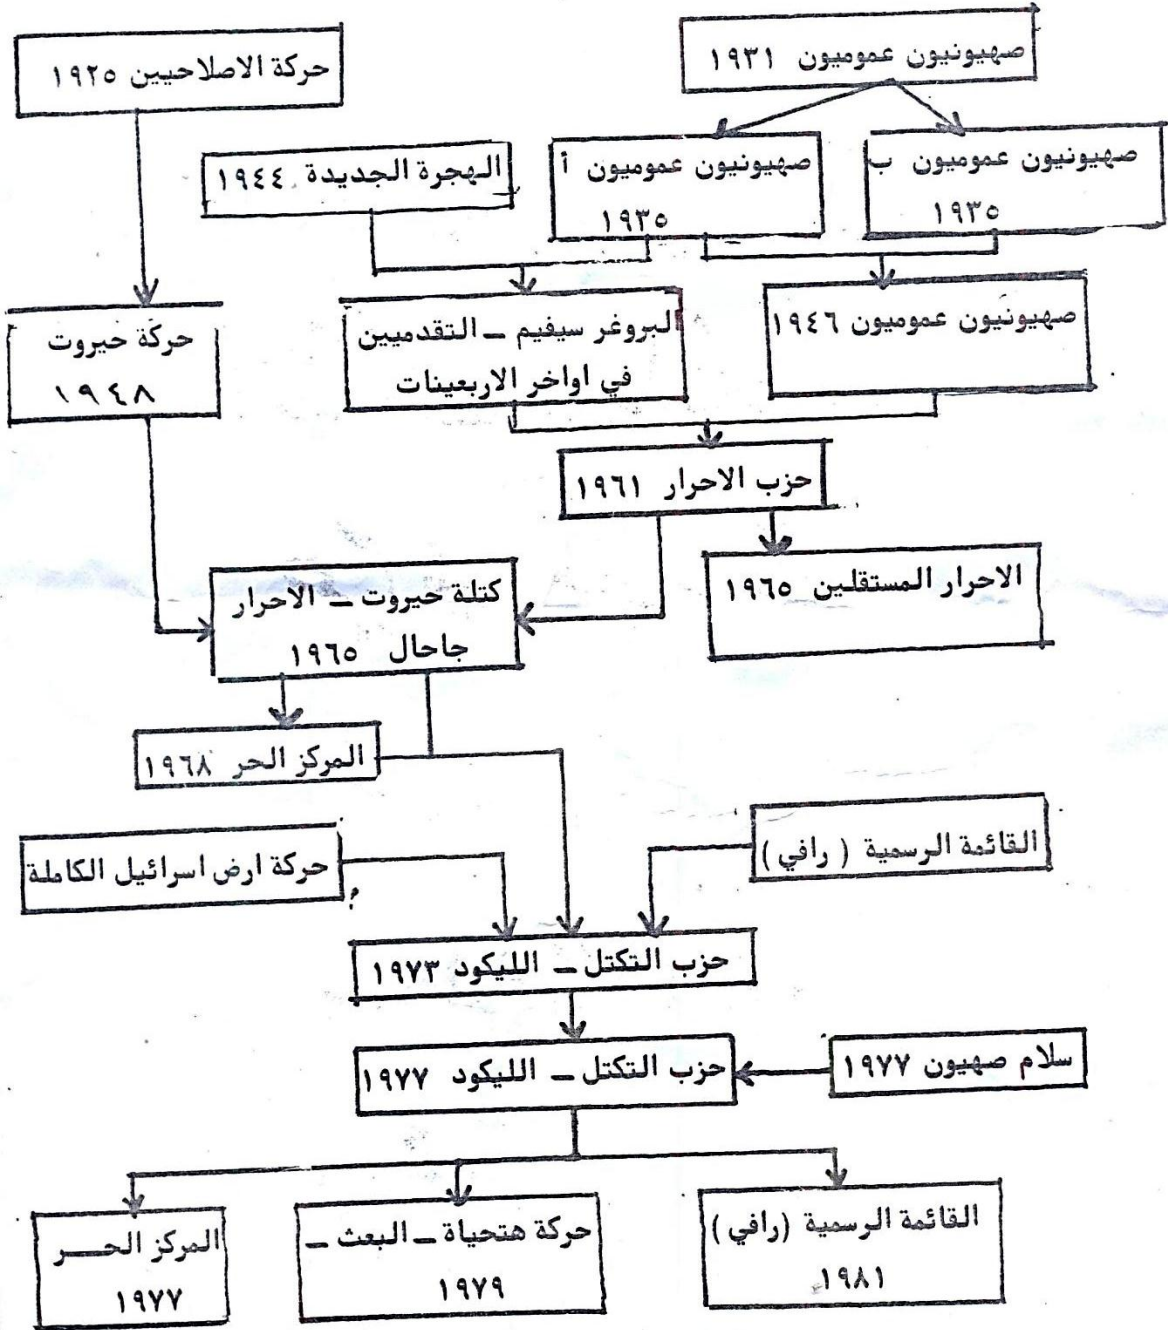 صهيونيون عموميون ١٩٣١
حركة الاصلاحيين ١٩٢٥
صهيونيون عموميون ب
١٩٣٥
صهيونيون عموميون أ
١٩٣٥
الهجرة الجديدة ١٩٤٤
صهيونيون عموميون ١٩٤٦
البروغر سيفيم - التقدميين
في اواخر الاربعينات
حركة حيروت
١٩٤٨
حزب الاحرار ١٩٦١
الاحرار المستقلين ١٩٦٥
كتلة حيروت - الاحرار
جاحال ١٩٦٥
المركز الحر ١٩٦٨
القائمة الرسمية ( رافي )
حركة ارض اسرائيل الكاملة
حزب التكتل - الليكود ١٩٧٣
سلام صهيون ١٩٧٧
حزب التكتل - الليكود ١٩٧٧
القائمة الرسمية (رافي )
١٩٨١
حركة هتحياة - البعث -
١٩٧٩
المركز الحـــر
١٩٧٧